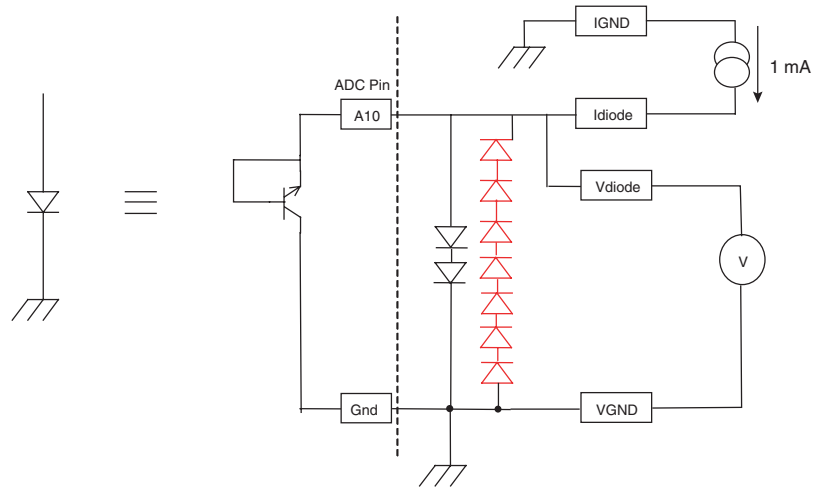 IGND
1 mA
ADC Pin
A10
Idiode
Vdiode
V
Gnd
VGND